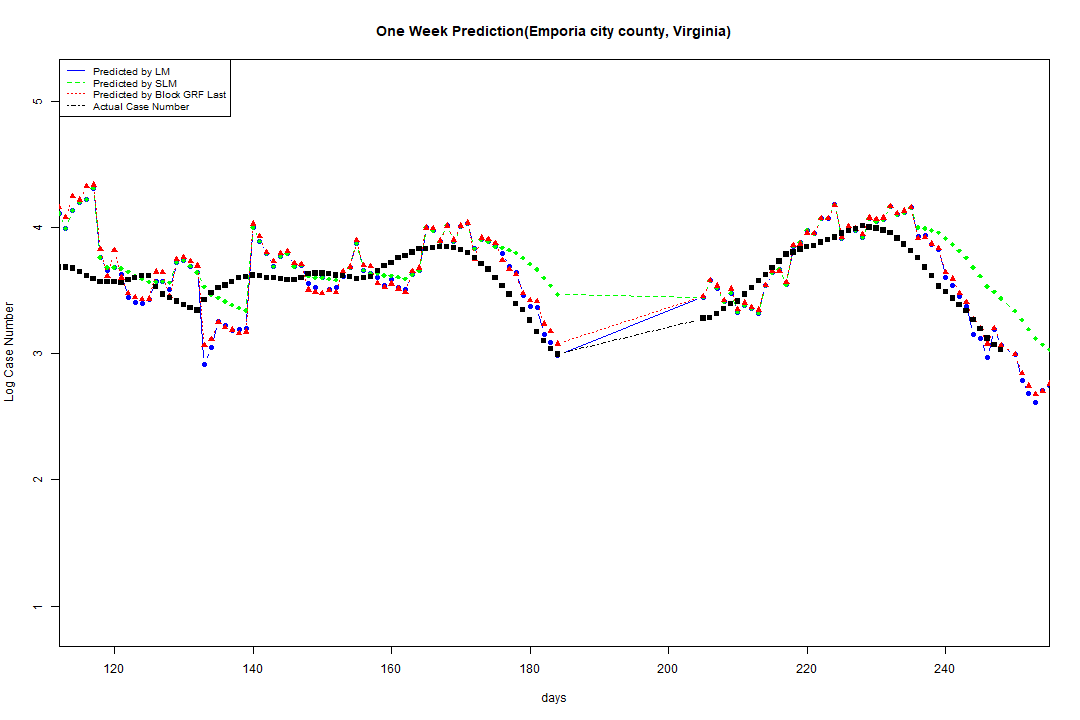 One Week Prediction(Emporia city county, Virginia)
Predicted by LM
Predicted by SLM
Predicted by Block GRF Last
Actual Case Number
5
4
3
2
1
Log Case Number
120 140 160 180 200 220 240
days